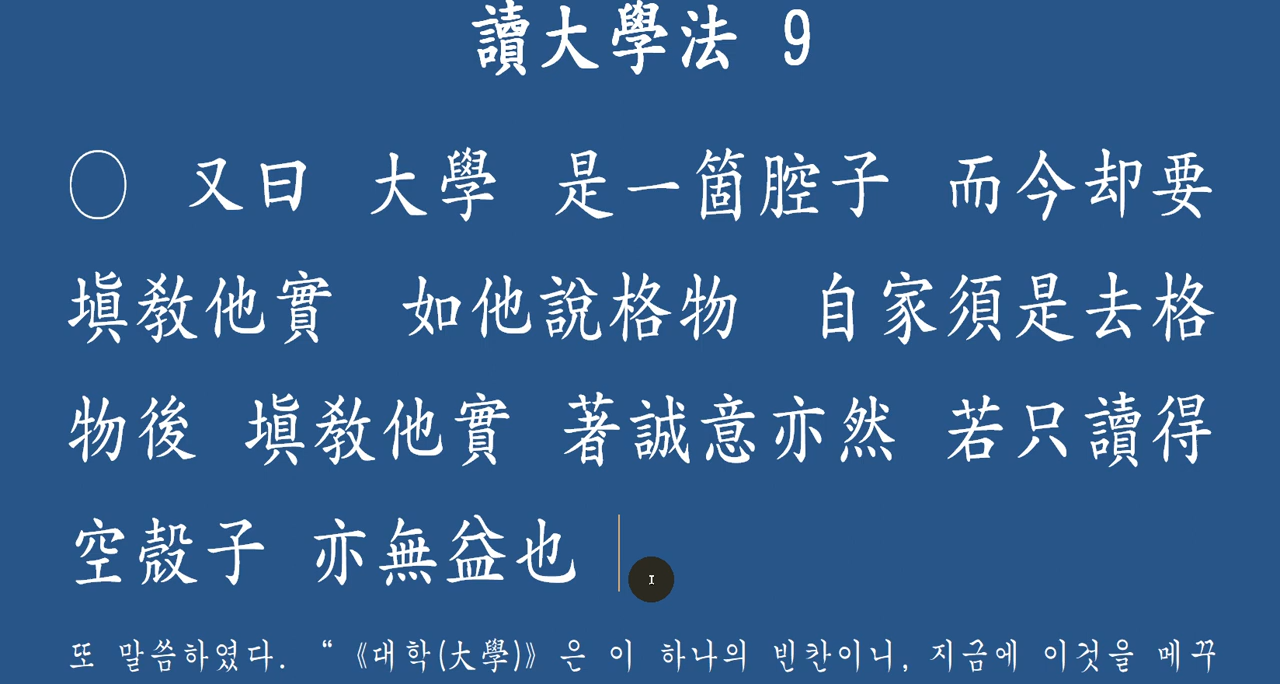 讀大學法 9
○ 又曰 大學 是一箇腔子 而今却要
塡敎他實 如他說格物 自家須是去格
物後 塡敎他實 著誠意亦然 若只讀得
空殼子 亦無益也
또 말씀하였다. “《대학(大學)》은 이 하나의 빈칸이니, 지금에 이것을 메꾸